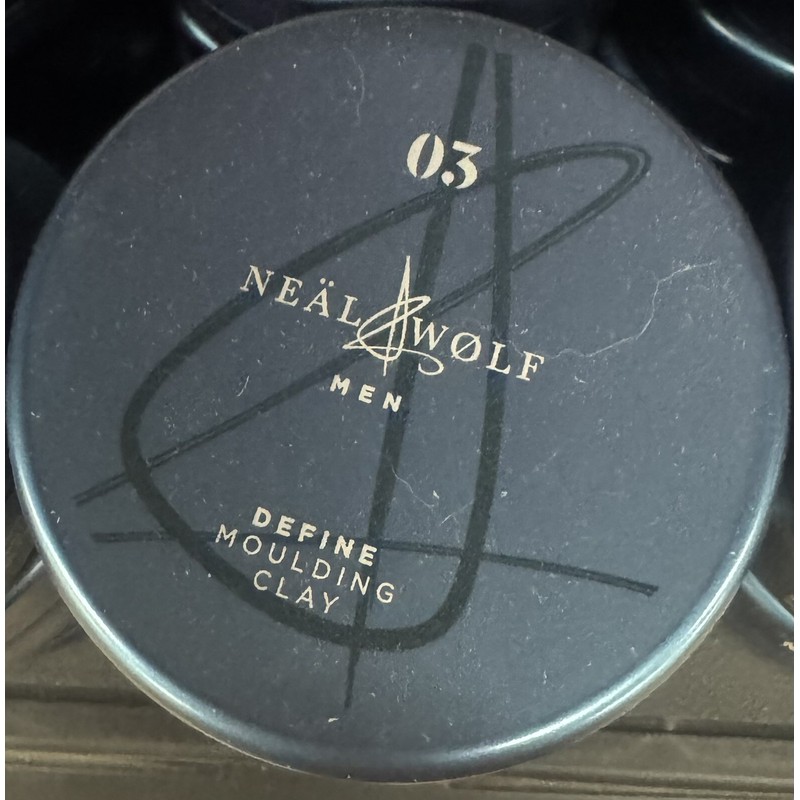 03
NEÄL & WØLF
MEN
DEFINE
MOULDING
CLAY